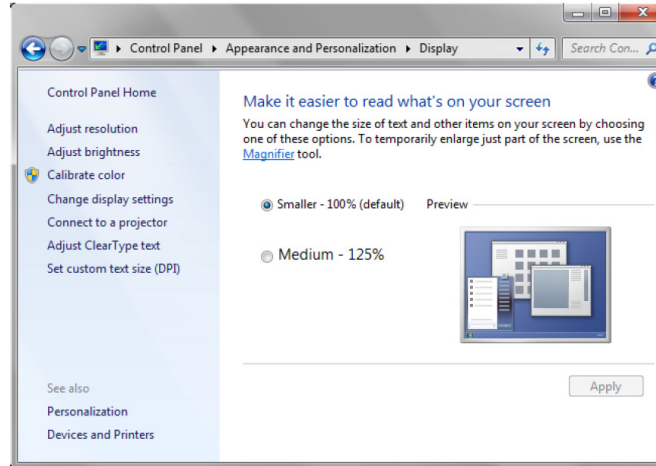 Control Panel ▸ Appearance and Personalization ▸ Display
Search Con...
Control Panel Home
Adjust resolution
Adjust brightness
Calibrate color
Change display settings
Connect to a projector
Adjust ClearType text
Set custom text size (DPI)
See also
Personalization
Devices and Printers
Make it easier to read what's on your screen
You can change the size of text and other items on your screen by choosing
one of these options. To temporarily enlarge just part of the screen, use the
Magnifier tool.
Smaller - 100% (default)
Preview
Medium - 125%
Apply